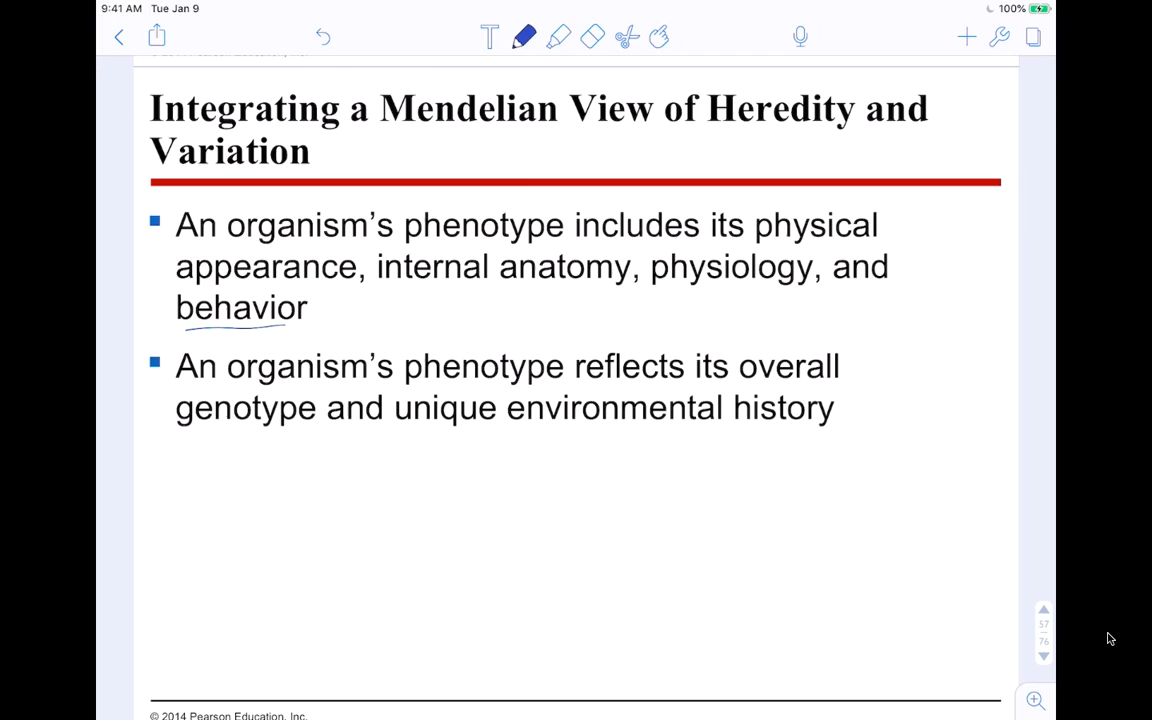 9:41 AM Tue Jan 9 100%
Integrating a Mendelian View of Heredity and
Variation
An organism's phenotype includes its physical
appearance, internal anatomy, physiology, and
behavior
An organism's phenotype reflects its overall
genotype and unique environmental history
57
76
© 2014 Pearson Education, Inc.